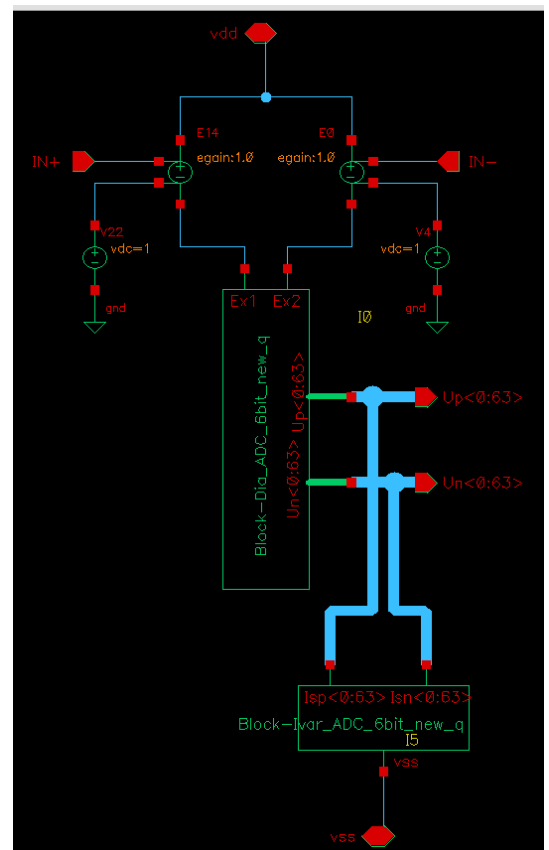 vdd
E14
E0
egain:1.0
egain:1.0
IN+
IN-
V22
V4
vdc=1
vdc=1
gnd
gnd
Ex1 Ex2
I0
Block-Dia_ADC_6bit_new_q
Up<0:63>
Un<0:63>
Up<0:63>
Un<0:63>
Isp<0:63> Isn<0:63>
Block-Ivar_ADC_6bit_new_q
I5
vss
vss